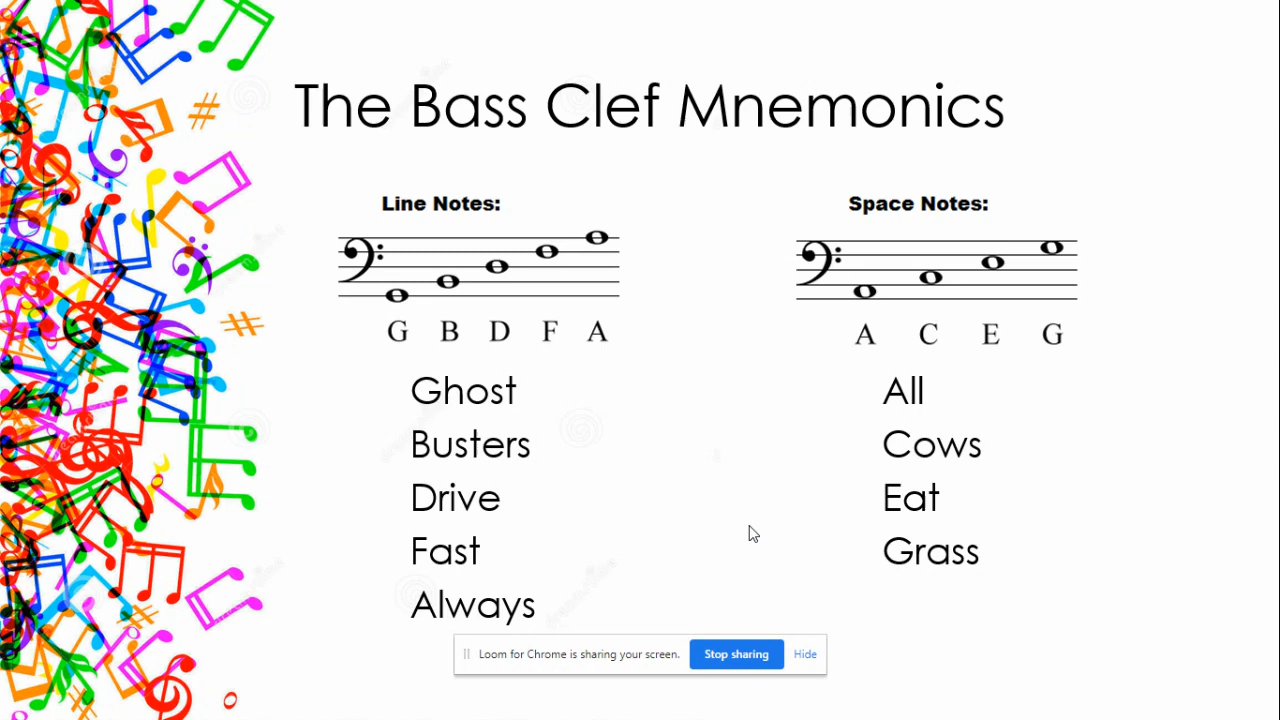 The Bass Clef Mnemonics
Line Notes:
G B D F A
Ghost
Busters
Drive
Fast
Always
Space Notes:
A C E G
All
Cows
Eat
Grass
Loom for Chrome is sharing your screen. Stop sharing Hide